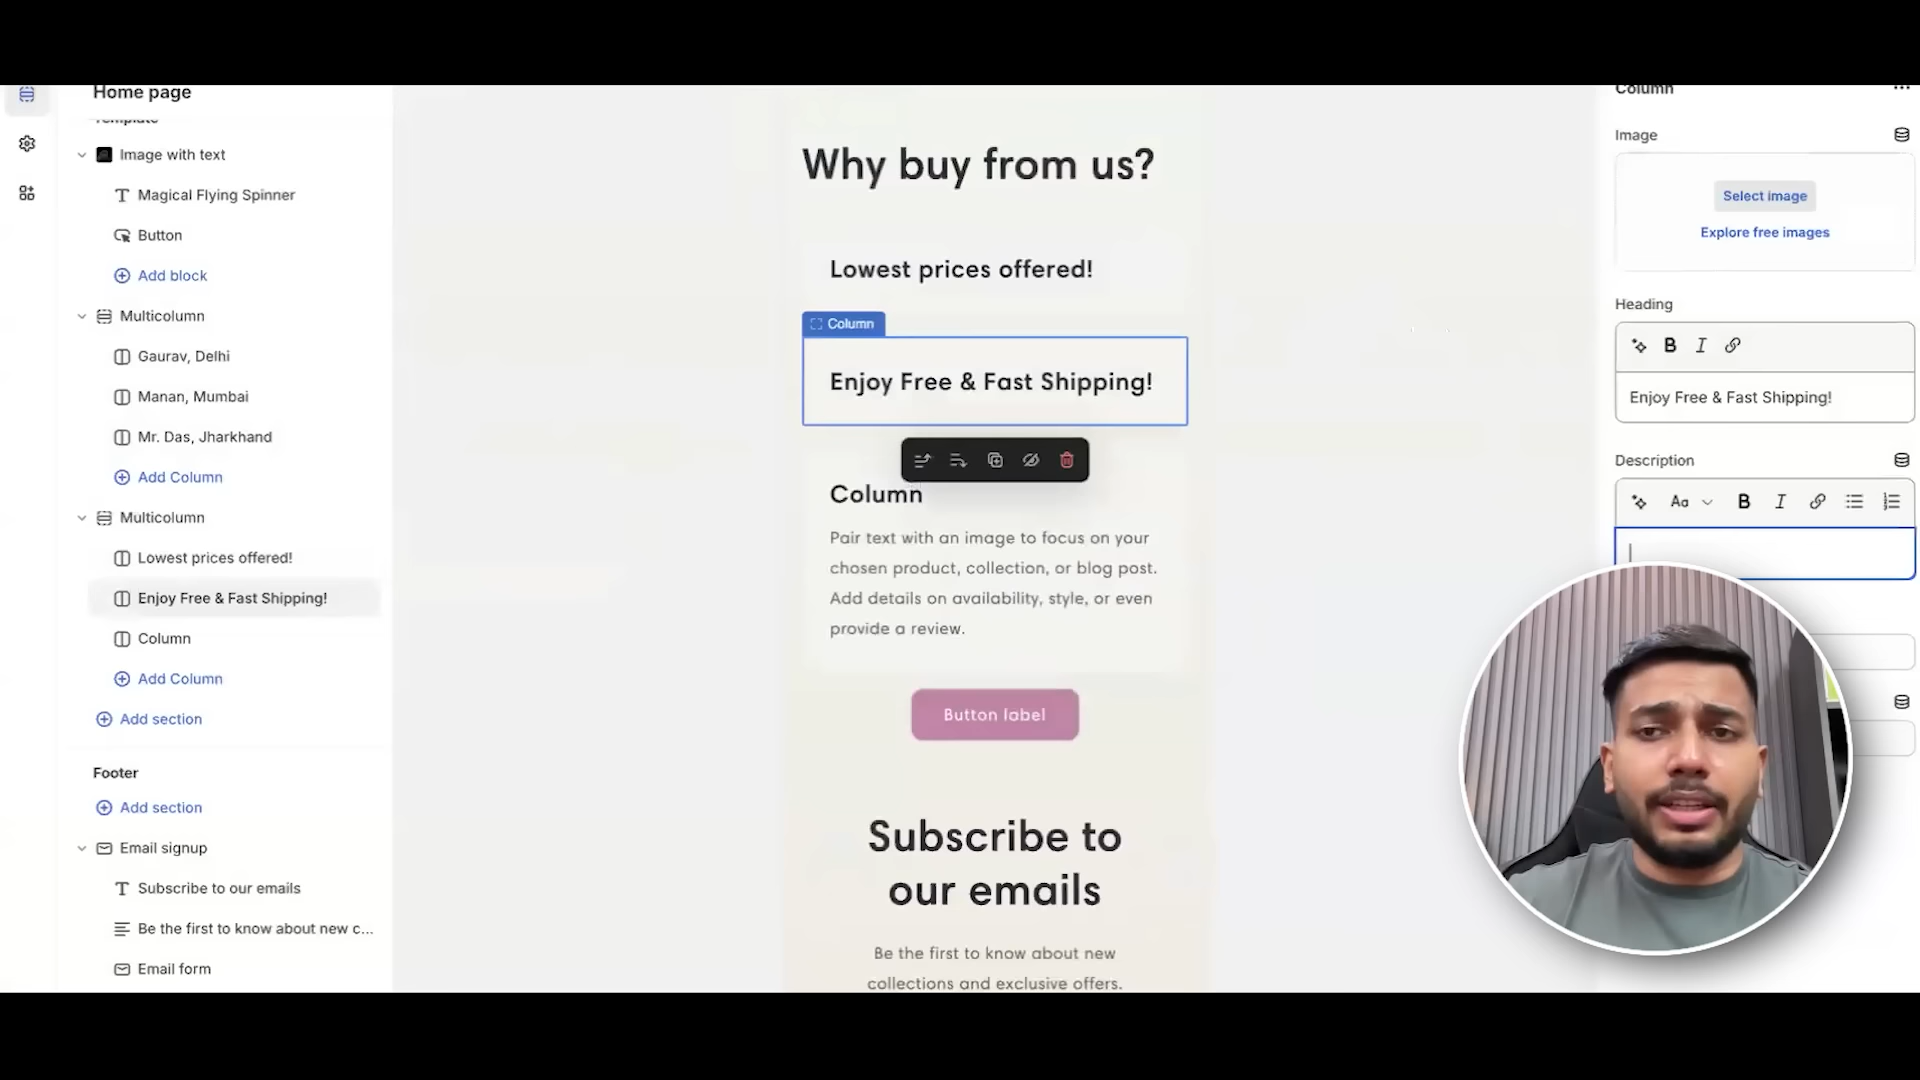 Home page
Template
Image with text
Magical Flying Spinner
Button
Add block
Multicolumn
Gaurav, Delhi
Manan, Mumbai
Mr. Das, Jharkhand
Add Column
Multicolumn
Lowest prices offered!
Enjoy Free & Fast Shipping!
Column
Add Column
Add section
Footer
Add section
Email signup
Subscribe to our emails
Be the first to know about new c...
Email form
Why buy from us?
Lowest prices offered!
Column
Enjoy Free & Fast Shipping!
Column
Pair text with an image to focus on your
chosen product, collection, or blog post.
Add details on availability, style, or even
provide a review.
Button label
Subscribe to
our emails
Be the first to know about new
collections and exclusive offers.
Column
Image
Select image
Explore free images
Heading
B I
Enjoy Free & Fast Shipping!
Description
Aa B I